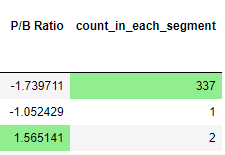 P/B Ratio count_in_each_segment
-1.739711 337
-1.052429 1
1.565141 2